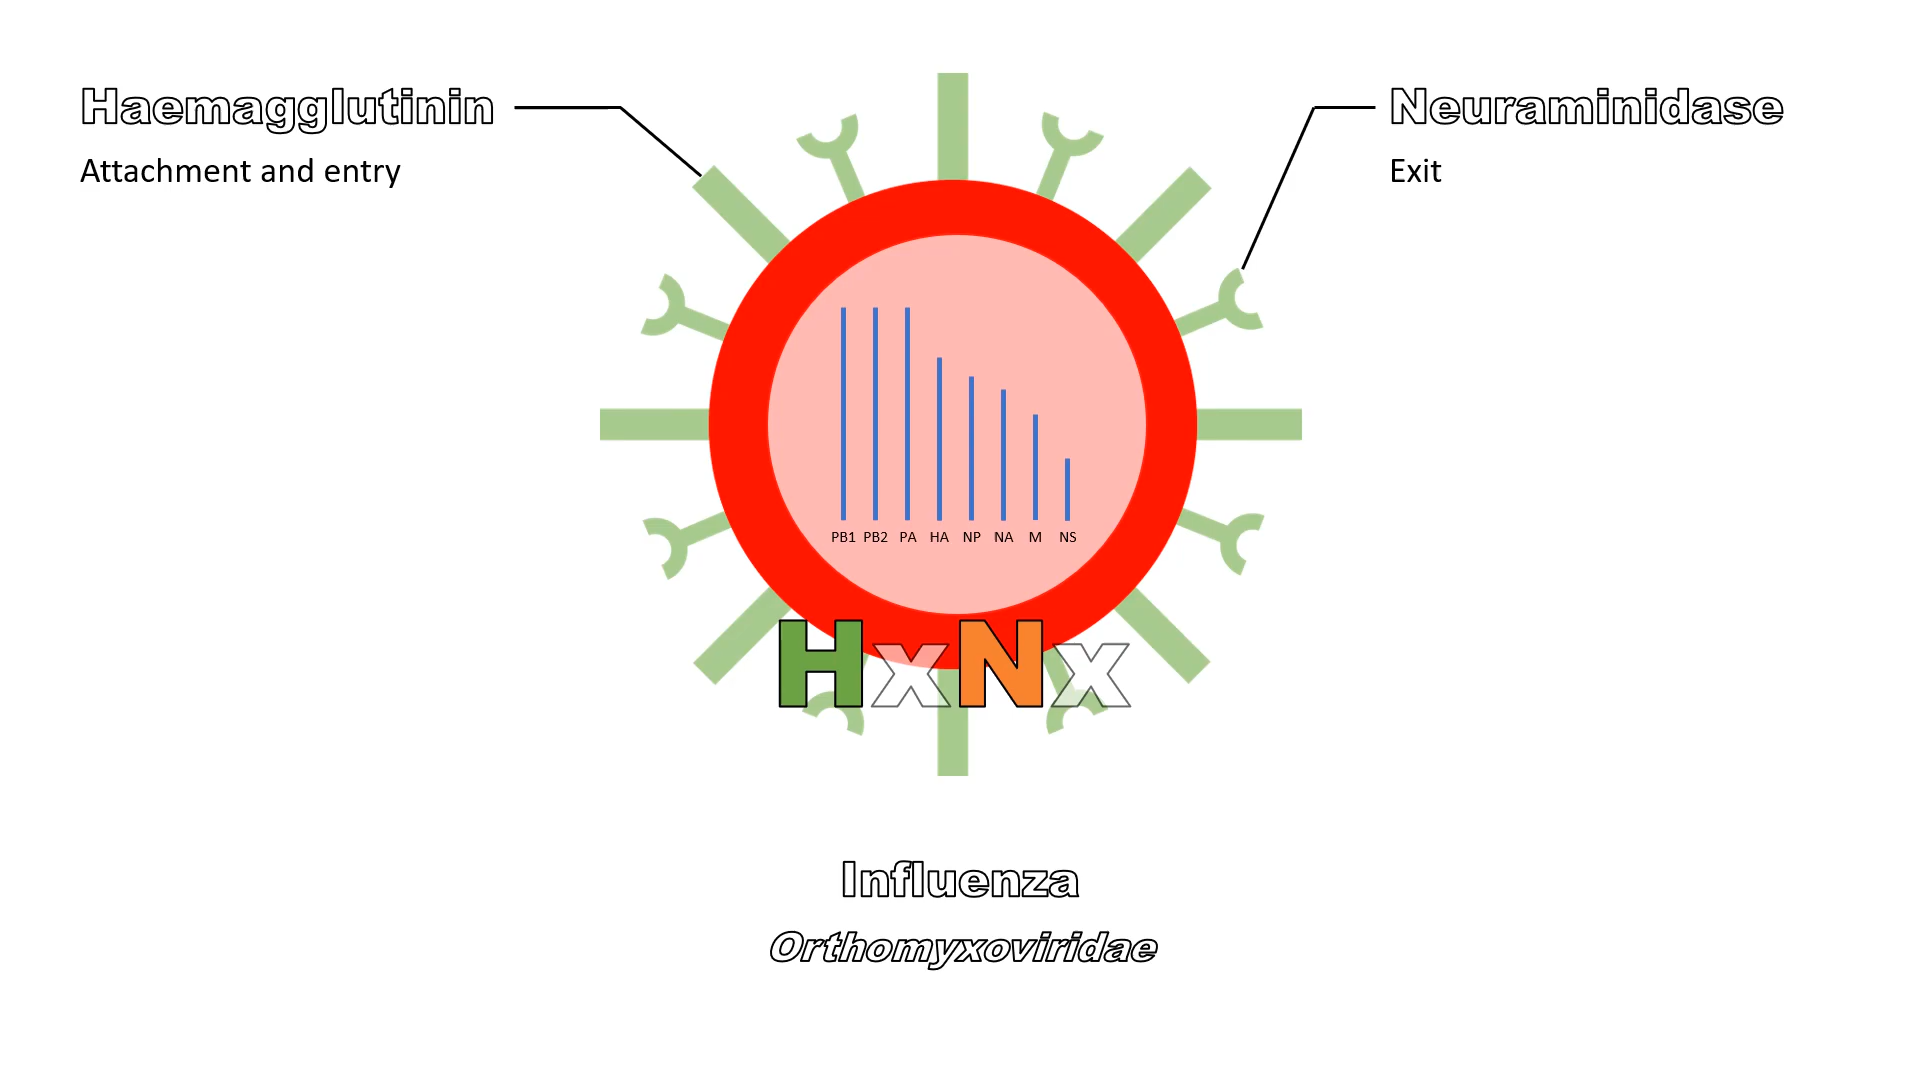 Haemagglutinin
Attachment and entry
Neuraminidase
Exit
PB1 PB2 PA HA NP NA M NS
HxNx
Influenza
Orthomyxoviridae